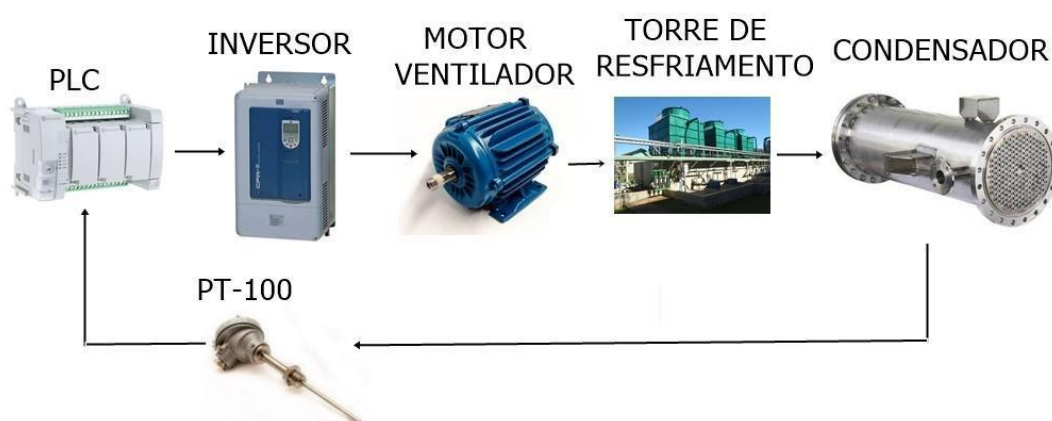 PLC
INVERSOR
MOTOR
VENTILADOR
TORRE DE
RESFRIAMENTO
CONDENSADOR
PT-100